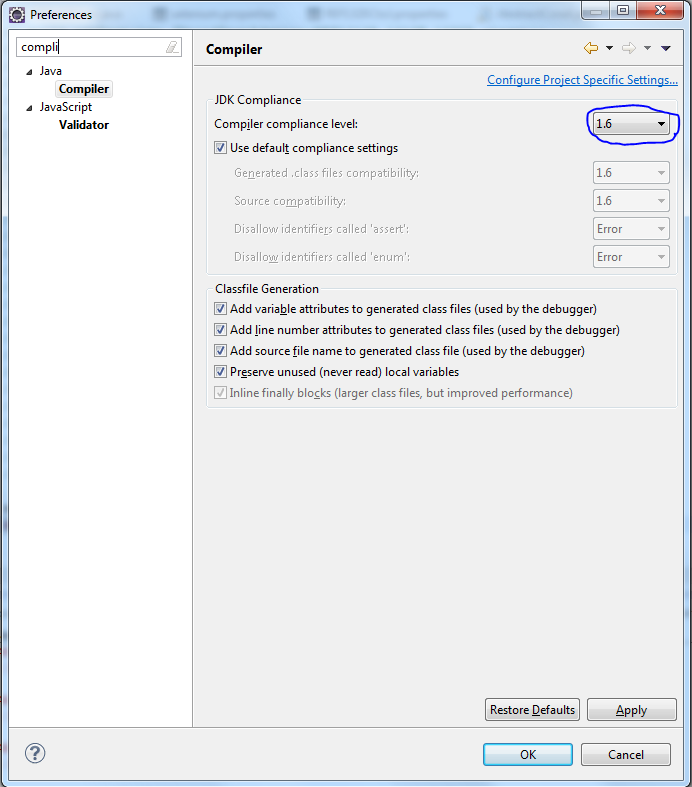 Preferences
compli
Compiler
Java
Compiler
JavaScript
Validator
Configure Project Specific Settings...
JDK Compliance
Compiler compliance level: 1.6
Use default compliance settings
Generated .class files compatibility: 1.6
Source compatibility: 1.6
Disallow identifiers called 'assert': Error
Disallow identifiers called 'enum': Error
Classfile Generation
Add variable attributes to generated class files (used by the debugger)
Add line number attributes to generated class files (used by the debugger)
Add source file name to generated class file (used by the debugger)
Preserve unused (never read) local variables
Inline finally blocks (larger class files, but improved performance)
Restore Defaults Apply
? OK Cancel